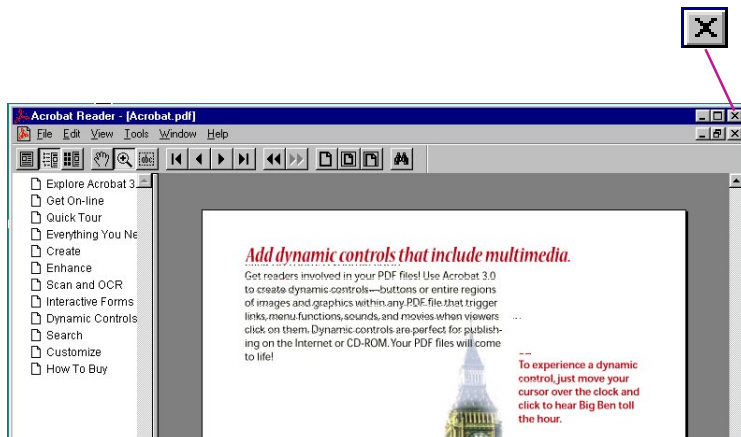 Acrobat Reader - [Acrobat.pdf]
File Edit View Tools Window Help
abc
Explore Acrobat 3.
Get On-line
Quick Tour
Everything You Ne
Create
Enhance
Scan and OCR
Interactive Forms
Dynamic Controls
Search
Customize
How To Buy
Add dynamic controls that include multimedia.
Get readers involved in your PDF files! Use Acrobat 3.0
to create dynamic controls—buttons or entire regions
of images and graphics within any PDF file that trigger
links, menu functions, sounds, and movies when viewers
click on them. Dynamic controls are perfect for publish-
ing on the Internet or CD-ROM. Your PDF files will come
to life!
To experience a dynamic
control, just move your
cursor over the clock and
click to hear Big Ben toll
the hour.